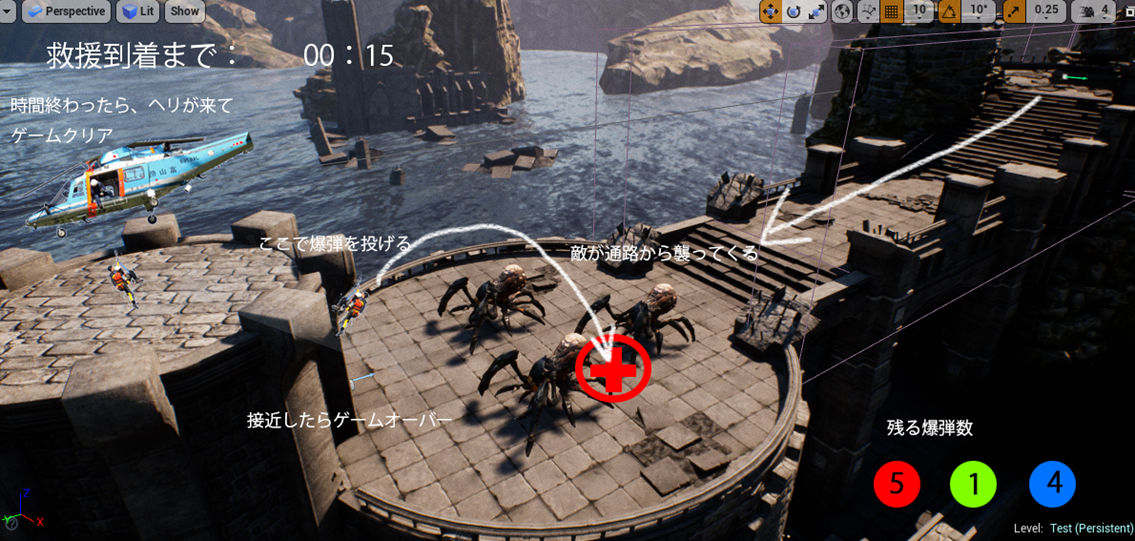 Perspective
Lit
Show
10
10°
0.25
4
救援到着まで： 00：15
時間終わったら、ヘリが来て
ゲームクリア
ここで爆弾を投げる
敵が通路から襲ってくる
接近したらゲームオーバー
残る爆弾数
5 1 4
Z
X
Level: Test (Persistent)